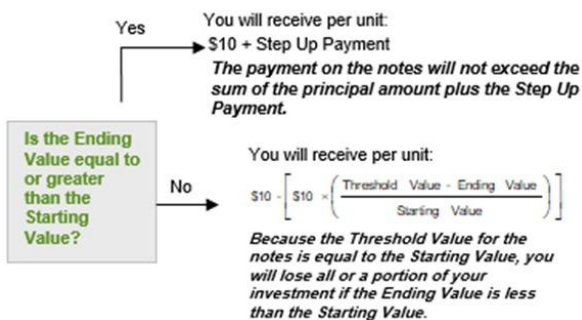 Yes
You will receive per unit:
$10 + Step Up Payment
The payment on the notes will not exceed the
sum of the principal amount plus the Step Up
Payment.
Is the Ending
Value equal to
or greater
than the
Starting
Value?
No
You will receive per unit:
$10 - [ $10 × ( Threshold Value - Ending Value
Starting Value ) ]
Because the Threshold Value for the
notes is equal to the Starting Value, you
will lose all or a portion of your
investment if the Ending Value is less
than the Starting Value.